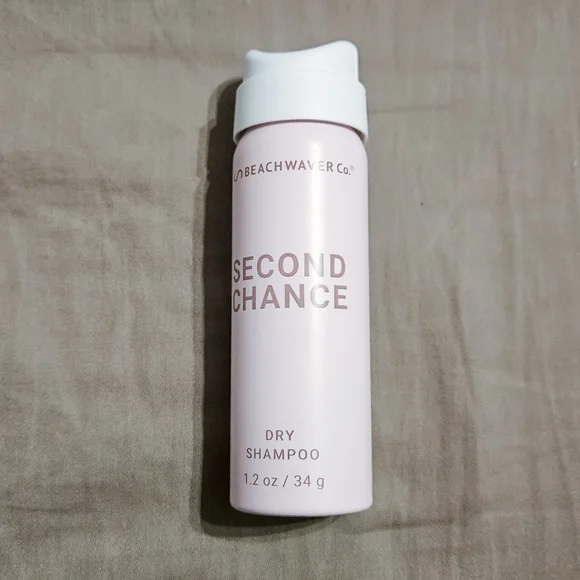 BEACHWAVER Co.®
SECOND
CHANCE
DRY
SHAMPOO
1.2 oz / 34 g